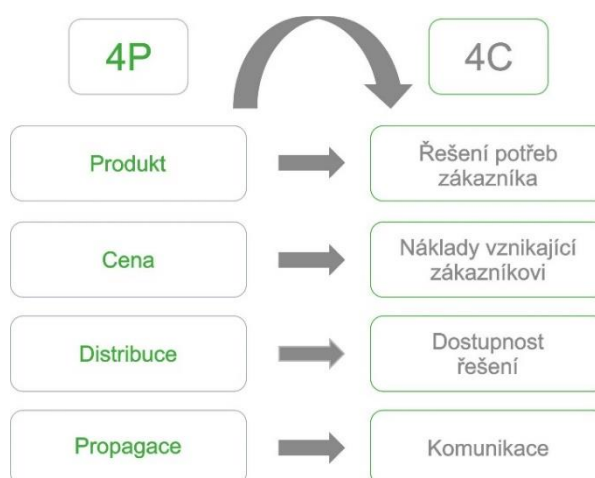 4P
4C
Produkt
Řešení potřeb
zákazníka
Cena
Náklady vznikající
zákazníkovi
Distribuce
Dostupnost
řešení
Propagace
Komunikace